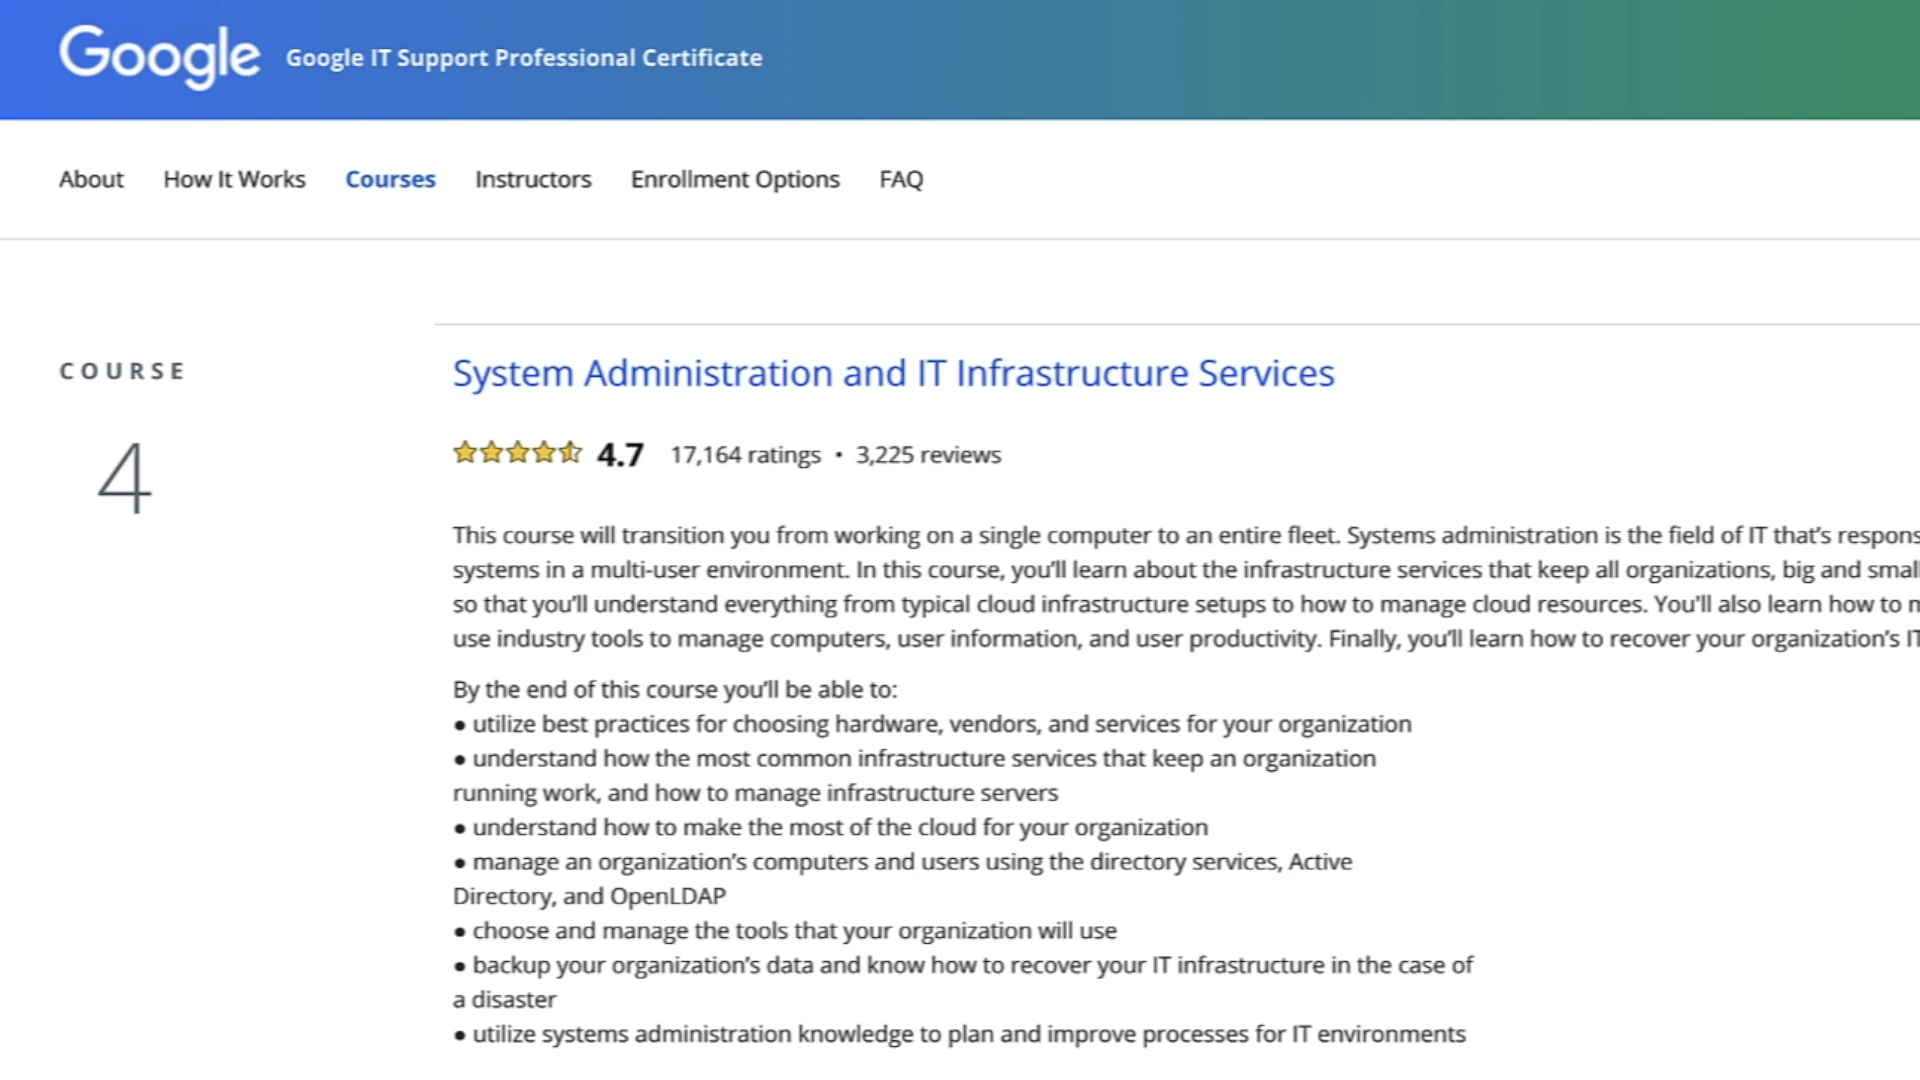 Google Google IT Support Professional Certificate
About How It Works Courses Instructors Enrollment Options FAQ
COURSE
4
System Administration and IT Infrastructure Services
4.7 17,164 ratings • 3,225 reviews
This course will transition you from working on a single computer to an entire fleet. Systems administration is the field of IT that’s
systems in a multi-user environment. In this course, you’ll learn about the infrastructure services that keep all organizations, big and small
so that you’ll understand everything from typical cloud infrastructure setups to how to manage cloud resources. You'll also learn how to
use industry tools to manage computers, user information, and user productivity. Finally, you’ll learn how to recover your organization’s IT
By the end of this course you’ll be able to:
● utilize best practices for choosing hardware, vendors, and services for your organization
● understand how the most common infrastructure services that keep an organization
running work, and how to manage infrastructure servers
● understand how to make the most of the cloud for your organization
● manage an organization’s computers and users using the directory services, Active
Directory, and OpenLDAP
● choose and manage the tools that your organization will use
● backup your organization’s data and know how to recover your IT infrastructure in the case of
a disaster
● utilize systems administration knowledge to plan and improve processes for IT environments